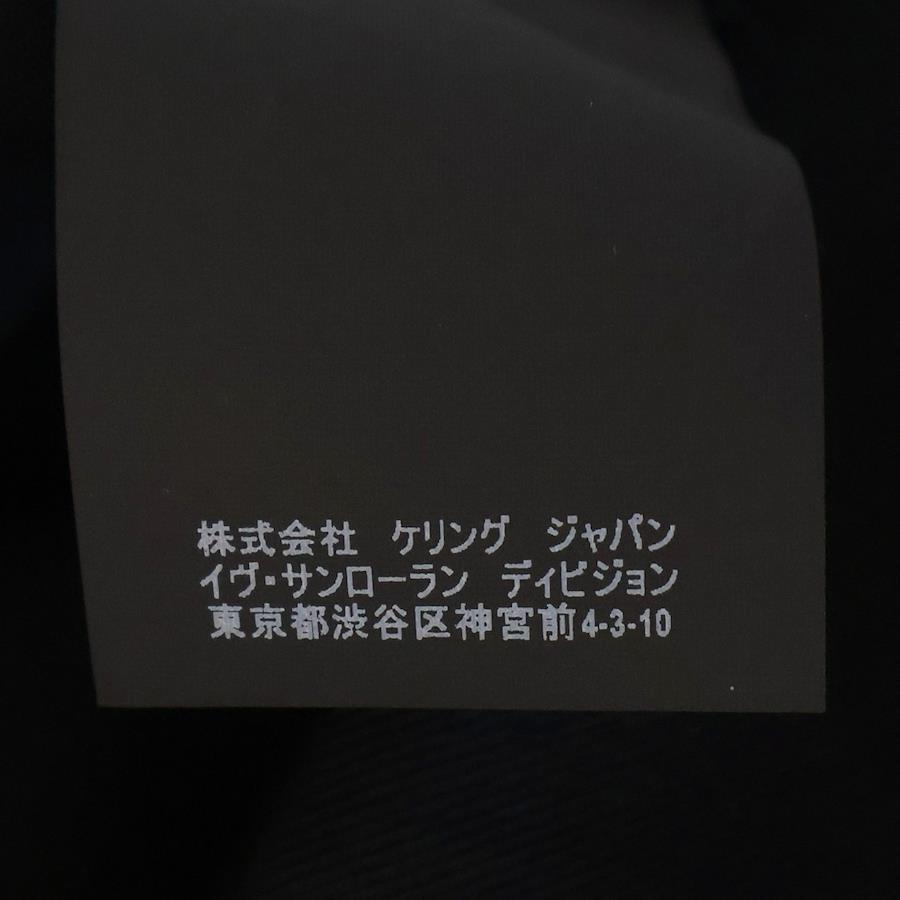 株式会社 ケリング ジャパン
イヴ・サンローラン ディビジョン
東京都渋谷区神宮前4-3-10